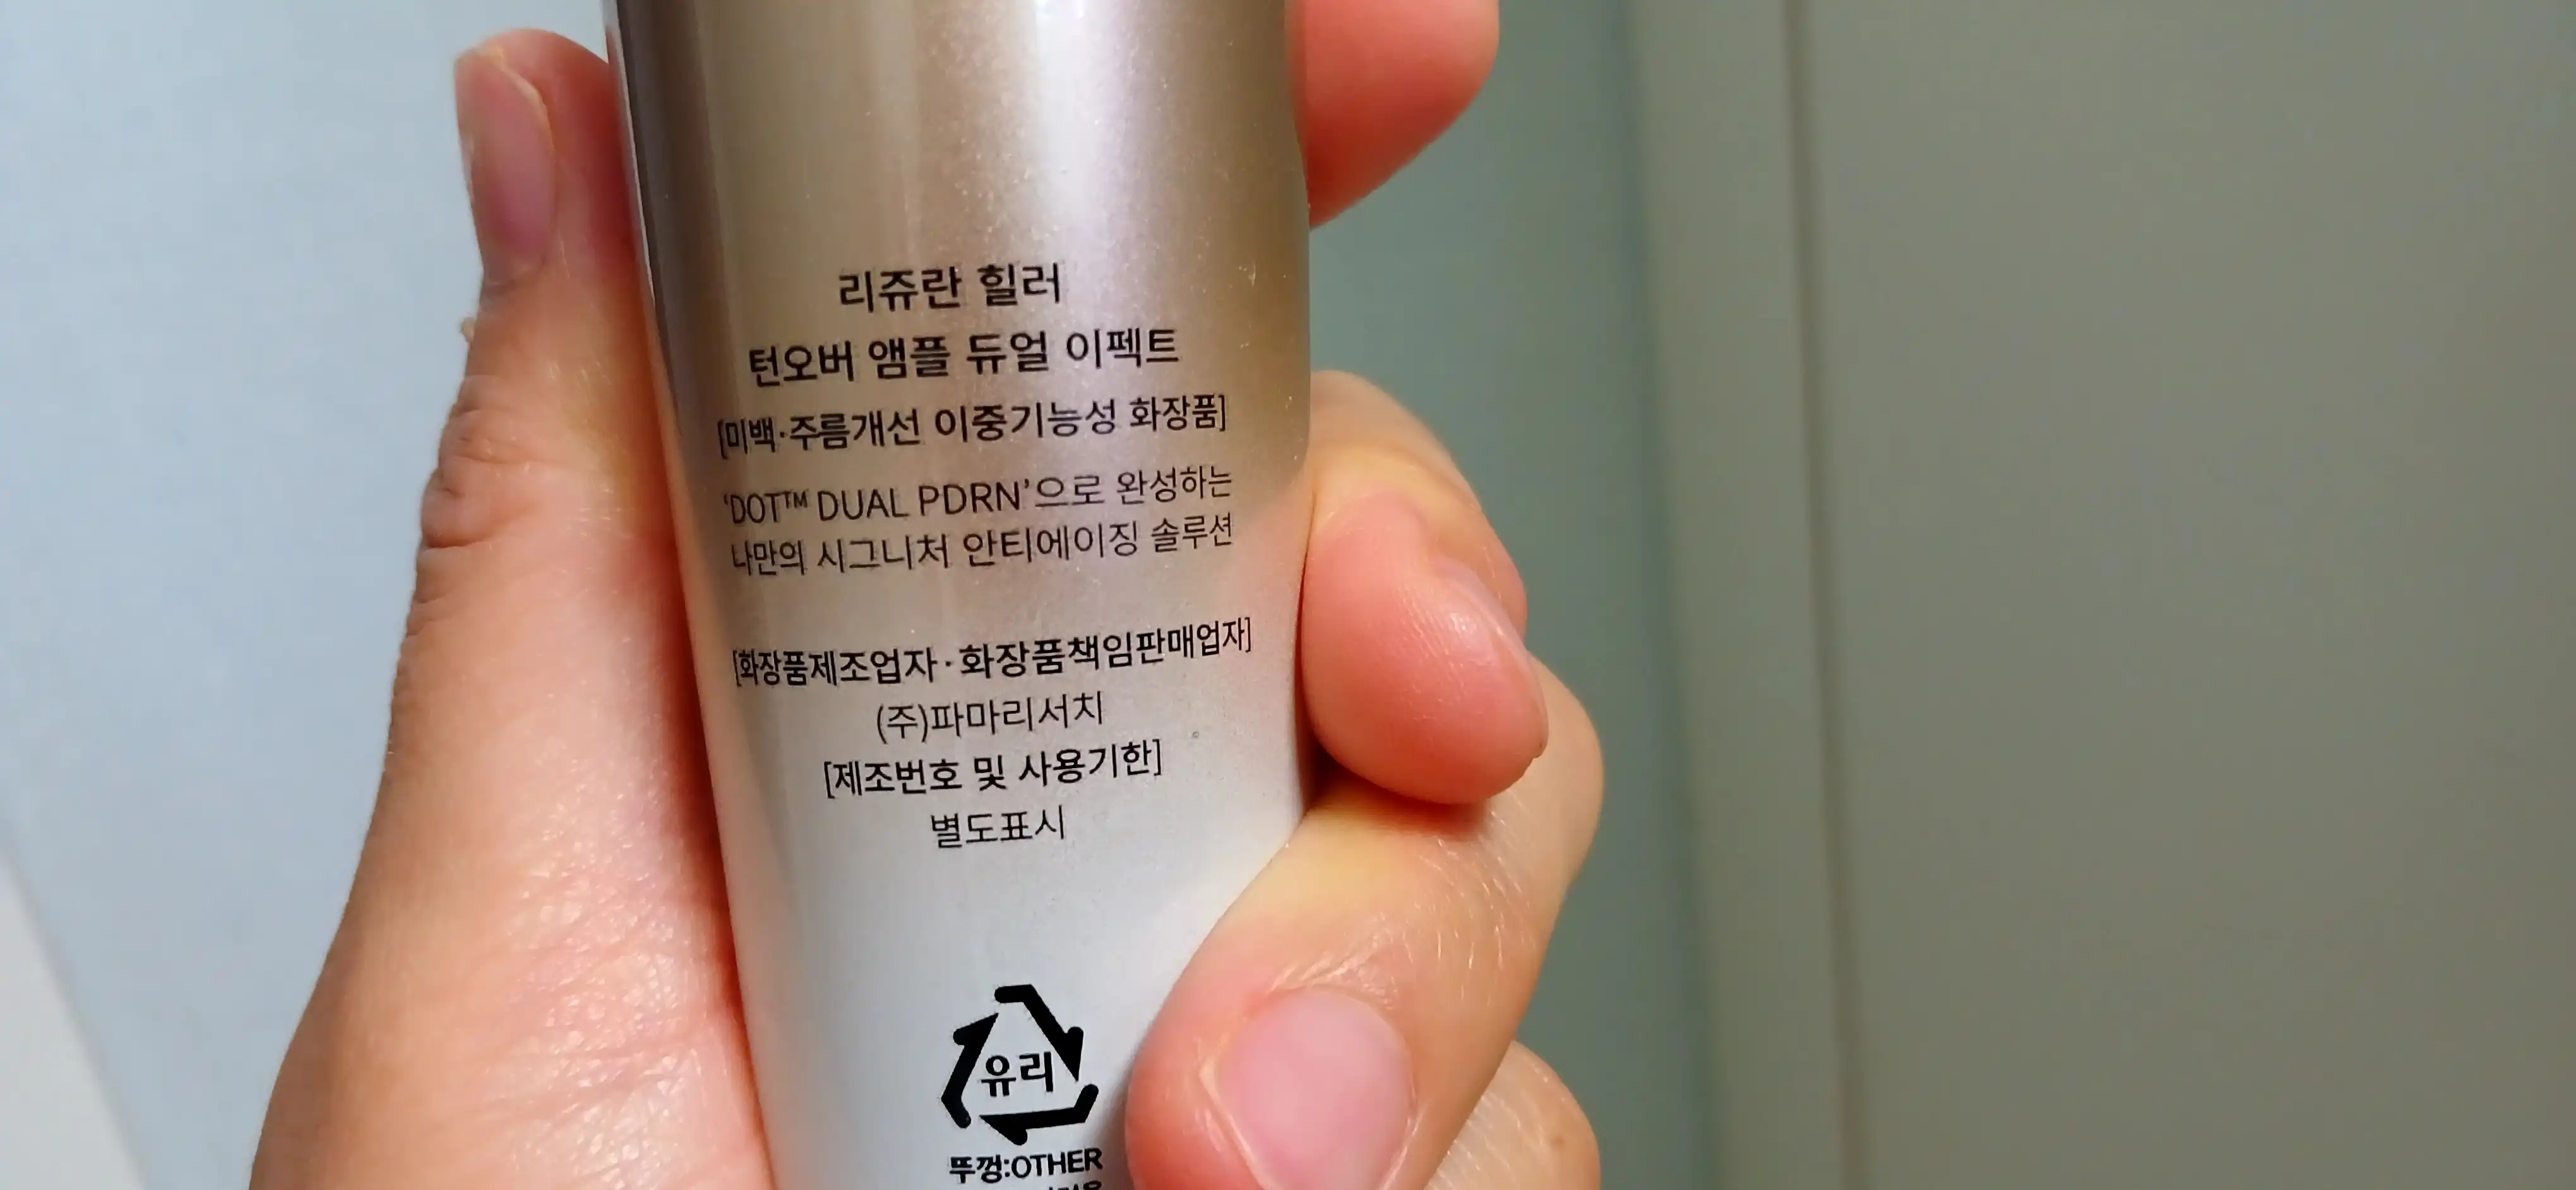 리쥬란 힐러
턴오버 앰플 듀얼 이펙트
[미백·주름개선 이중기능성 화장품]
‘DOT™ DUAL PDRN’으로 완성하는
나만의 시그니처 안티에이징 솔루션
[화장품제조업자·화장품책임판매업자]
(주)파마리서치
[제조번호 및 사용기한]
별도표시
유리
뚜껑:OTHER